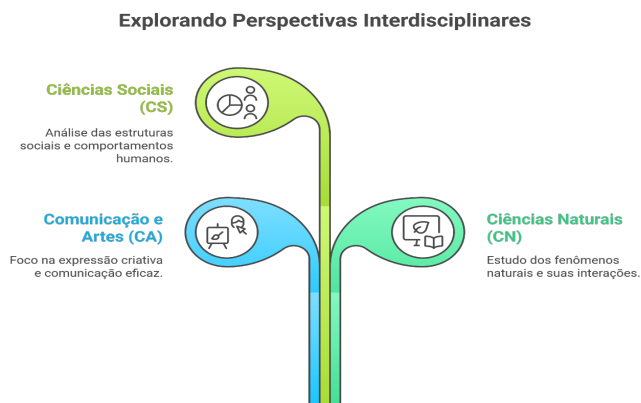 Explorando Perspectivas Interdisciplinares
Ciências Sociais
(CS)
Análise das estruturas
sociais e comportamentos
humanos.
Comunicação e
Artes (CA)
Foco na expressão criativa
e comunicação eficaz.
Ciências Naturais
(CN)
Estudo dos fenômenos
naturais e suas interações.